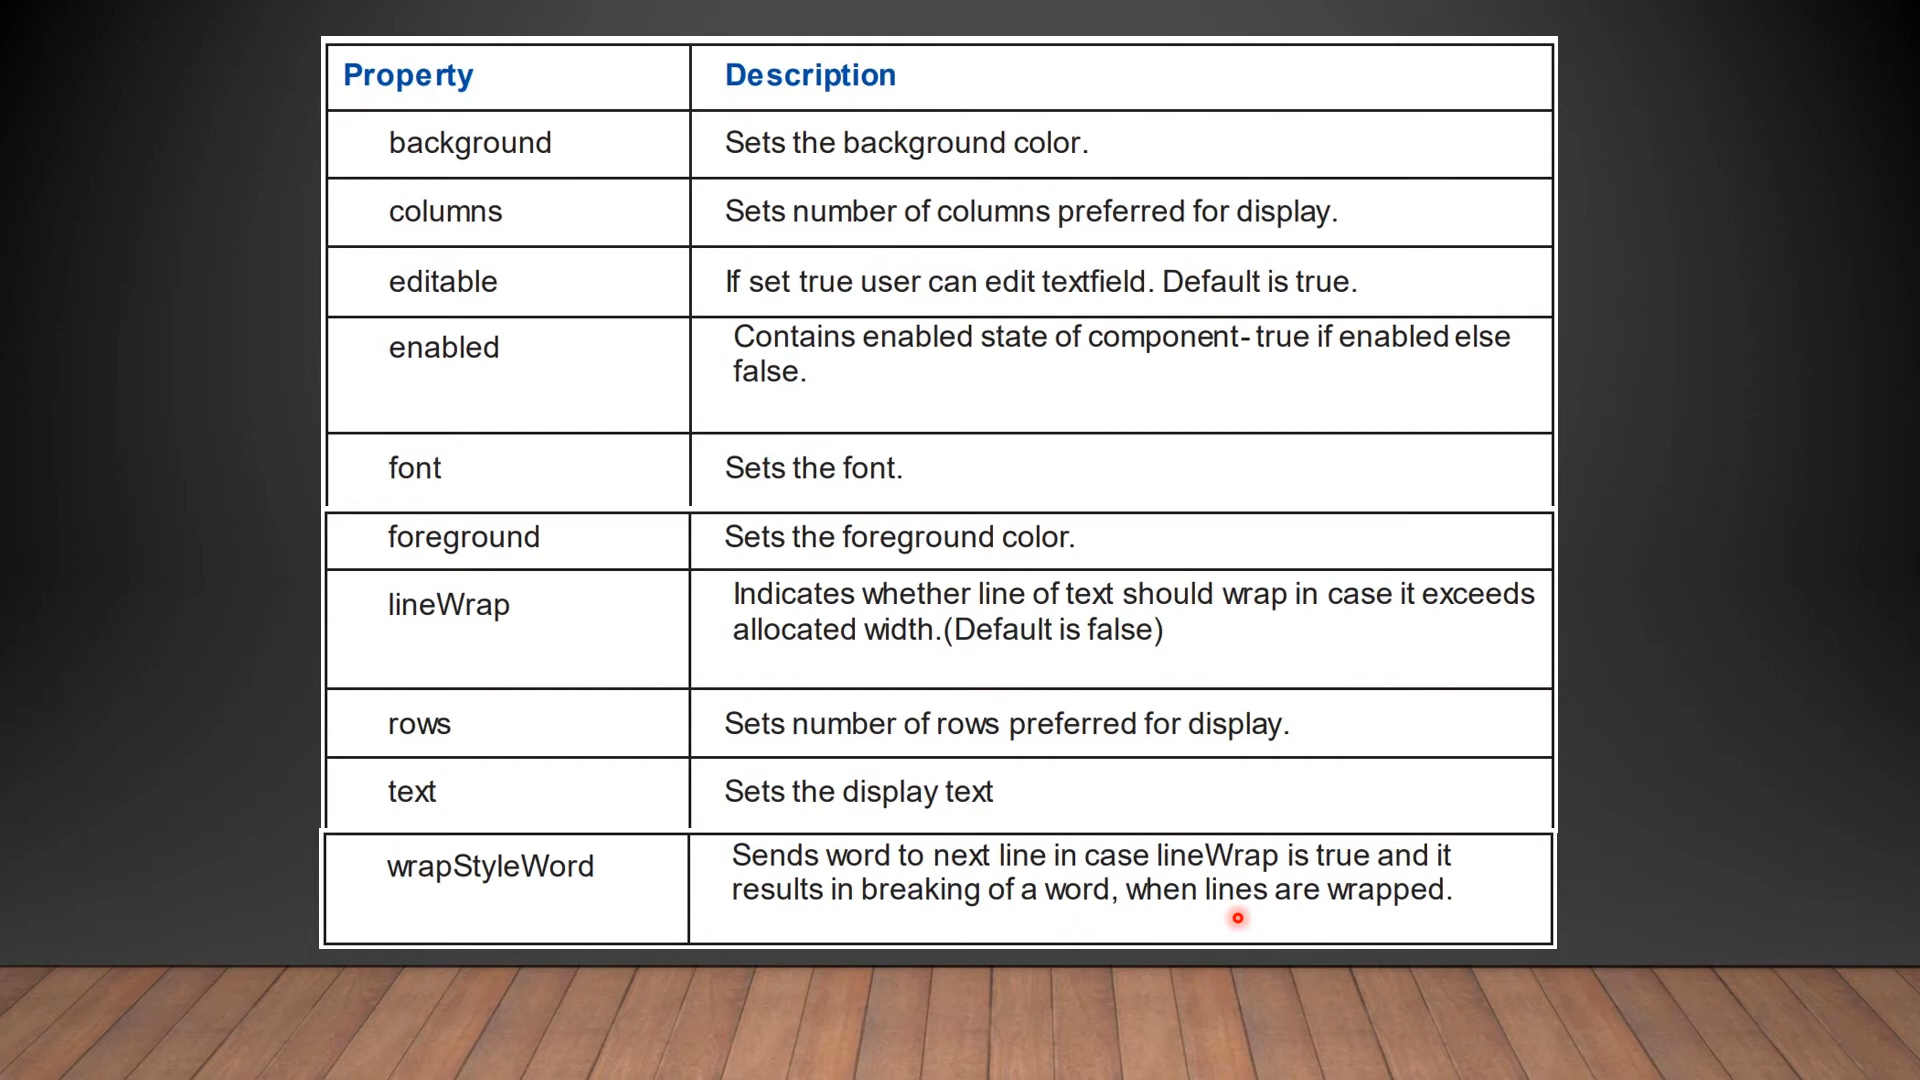 Property Description
background Sets the background color.
columns Sets number of columns preferred for display.
editable If set true user can edit textfield. Default is true.
enabled Contains enabled state of component- true if enabled else
false.
font Sets the font.
foreground Sets the foreground color.
lineWrap Indicates whether line of text should wrap in case it exceeds
allocated width.(Default is false)
rows Sets number of rows preferred for display.
text Sets the display text
wrapStyleWord Sends word to next line in case lineWrap is true and it
results in breaking of a word, when lines are wrapped.